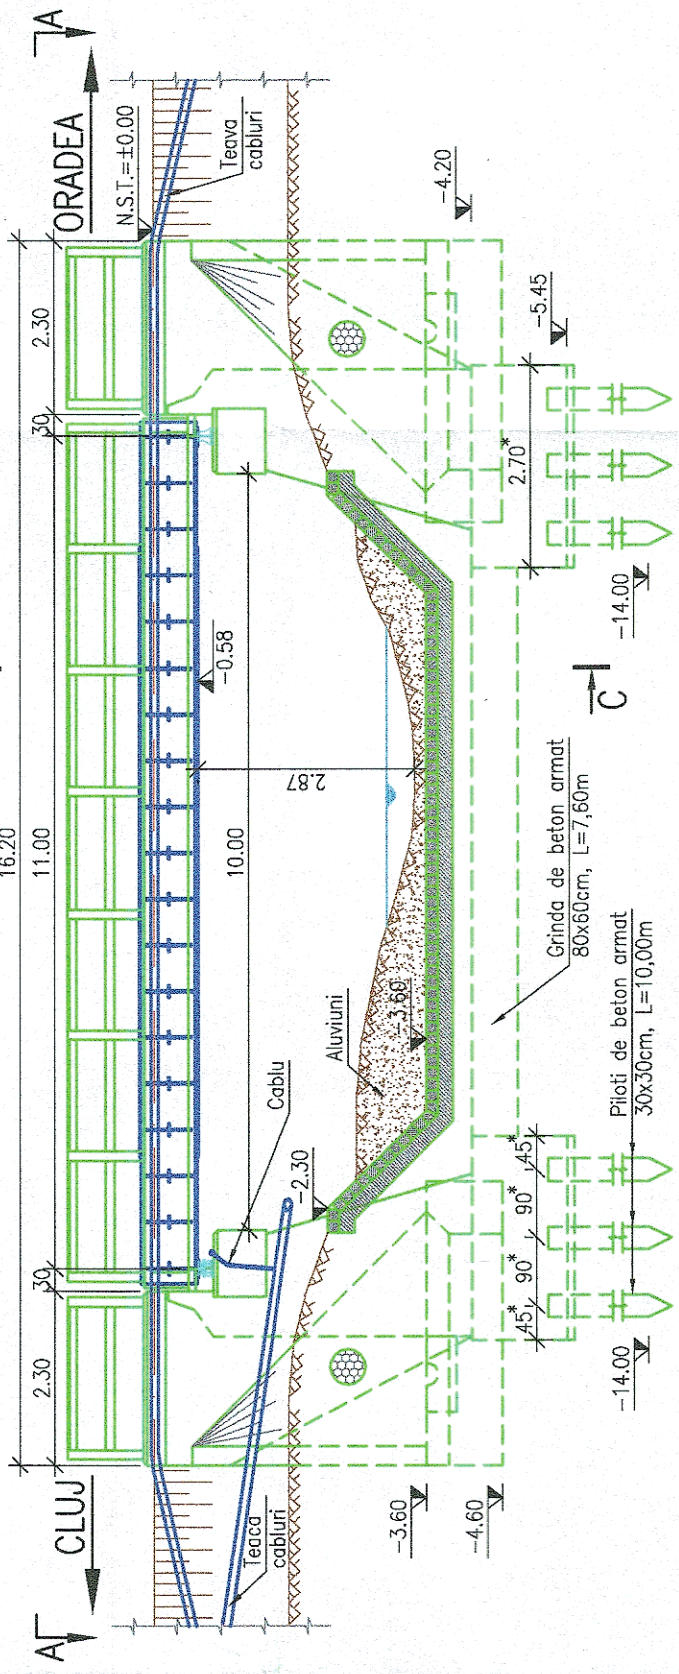 A
CLUJ
ORADEA
A
16.20
2.30
30
11.00
30
2.30
N.S.T.=±0.00
Teava
cabluri
Teaca
cabluri
Cablu
10.00
-0.58
2.87
-2.30
Aluviuni
-3.60
-3.60
-4.60
-4.20
-5.45
45*
90*
90*
45*
2.70*
-14.00
-14.00
Piloti de beton armat
30x30cm, L=10,00m
Grinda de beton armat
80x60cm, L=7,60m
C